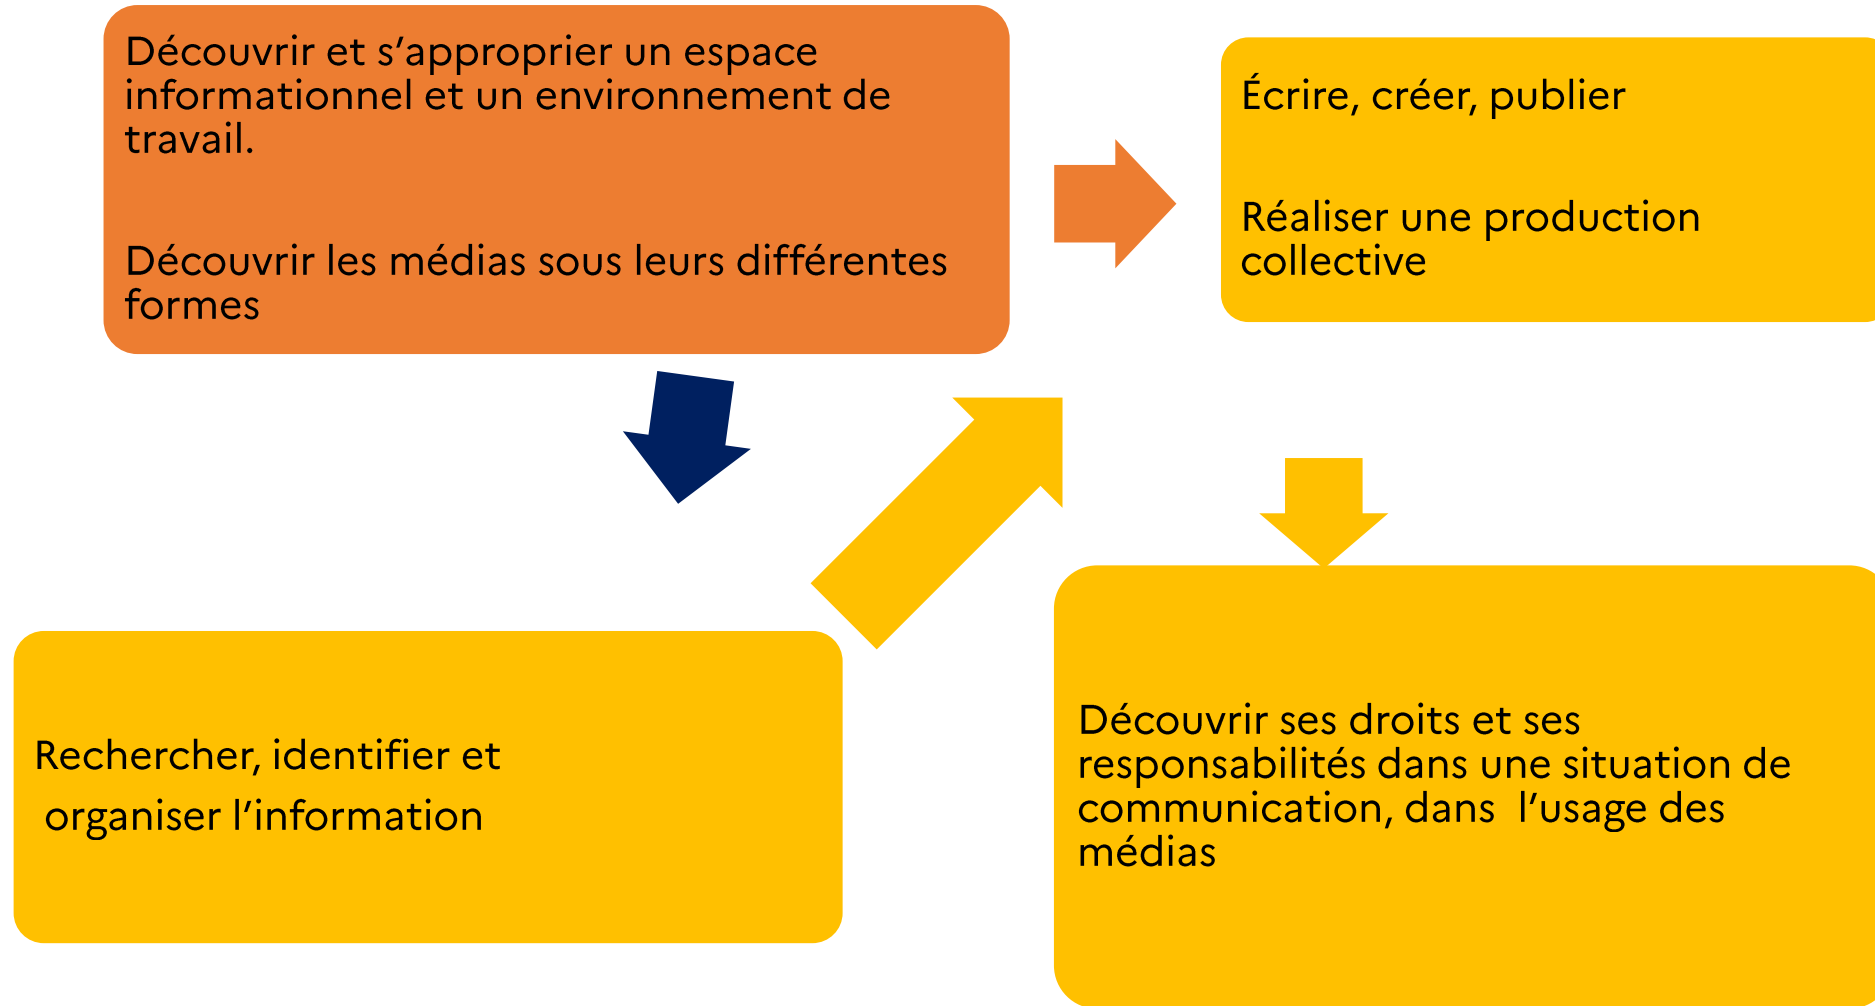 Découvrir et s’approprier un espace
informationnel et un environnement de
travail.
Découvrir les médias sous leurs différentes
formes
Écrire, créer, publier
Réaliser une production
collective
Rechercher, identifier et
organiser l’information
Découvrir ses droits et ses
responsabilités dans une situation de
communication, dans  l’usage des
médias